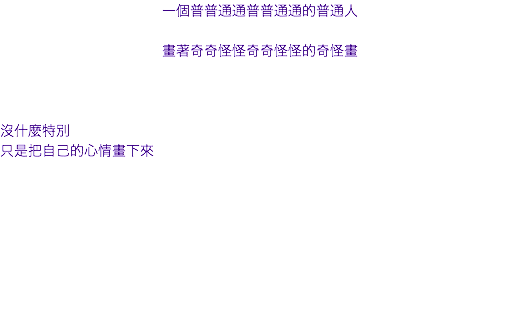 一個普普通通普普通通的普通人
畫著奇奇怪怪奇奇怪怪的奇怪畫
沒什麼特別
只是把自己的心情畫下來